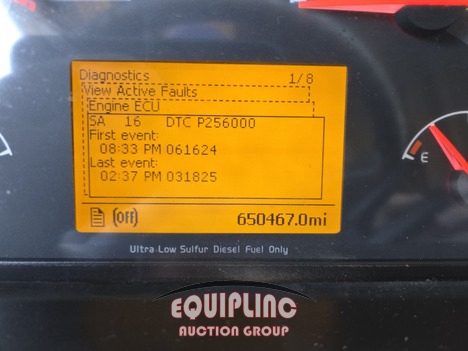 Diagnostics 1/8
View Active Faults
Engine ECU
SA 16 DTC P256000
First event:
08:33 PM 061624
Last event:
02:37 PM 031825
(Off) 650467.0mi
E
Ultra Low Sulfur Diesel Fuel Only
EQUIPLINC
AUCTION GROUP